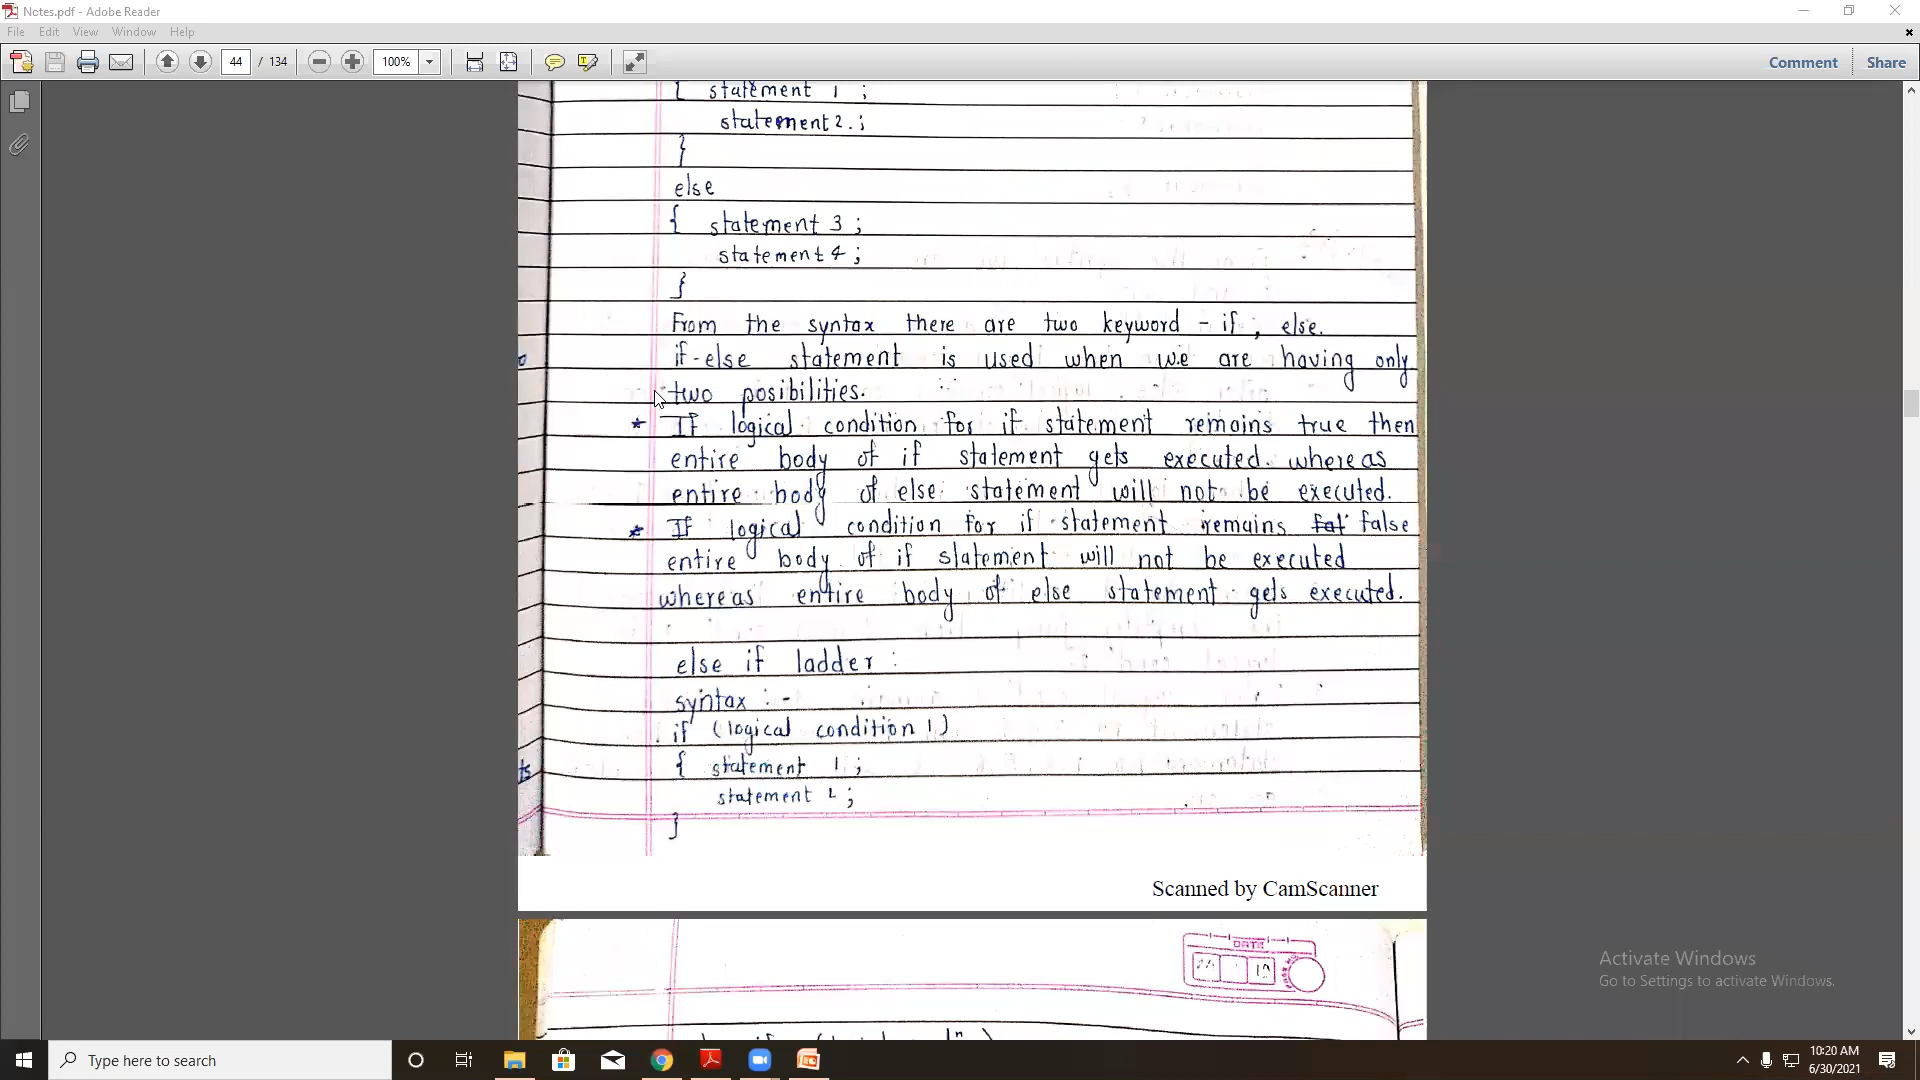 Notes.pdf - Adobe Reader
File Edit View Window Help
44 / 134 100% Comment Share
{ statement 1 ;
statement 2. ;
}
else
{ statement 3 ;
statement 4 ;
}
From the syntax there are two keyword - if , else.
if-else statement is used when we are having only
two posibilities.
* If logical condition for if statement remains true then
entire body of if statement gets executed. whereas
entire body of else statement will not be executed.
* If logical condition for if statement remains fal false
entire body of if statement will not be executed
whereas entire body of else statement gets executed.
else if ladder :
syntax : -
if (logical condition 1)
{ statement 1 ;
statement 2 ;
}
Scanned by CamScanner
DATE
Activate Windows
Go to Settings to activate Windows.
Type here to search
10:20 AM
6/30/2021